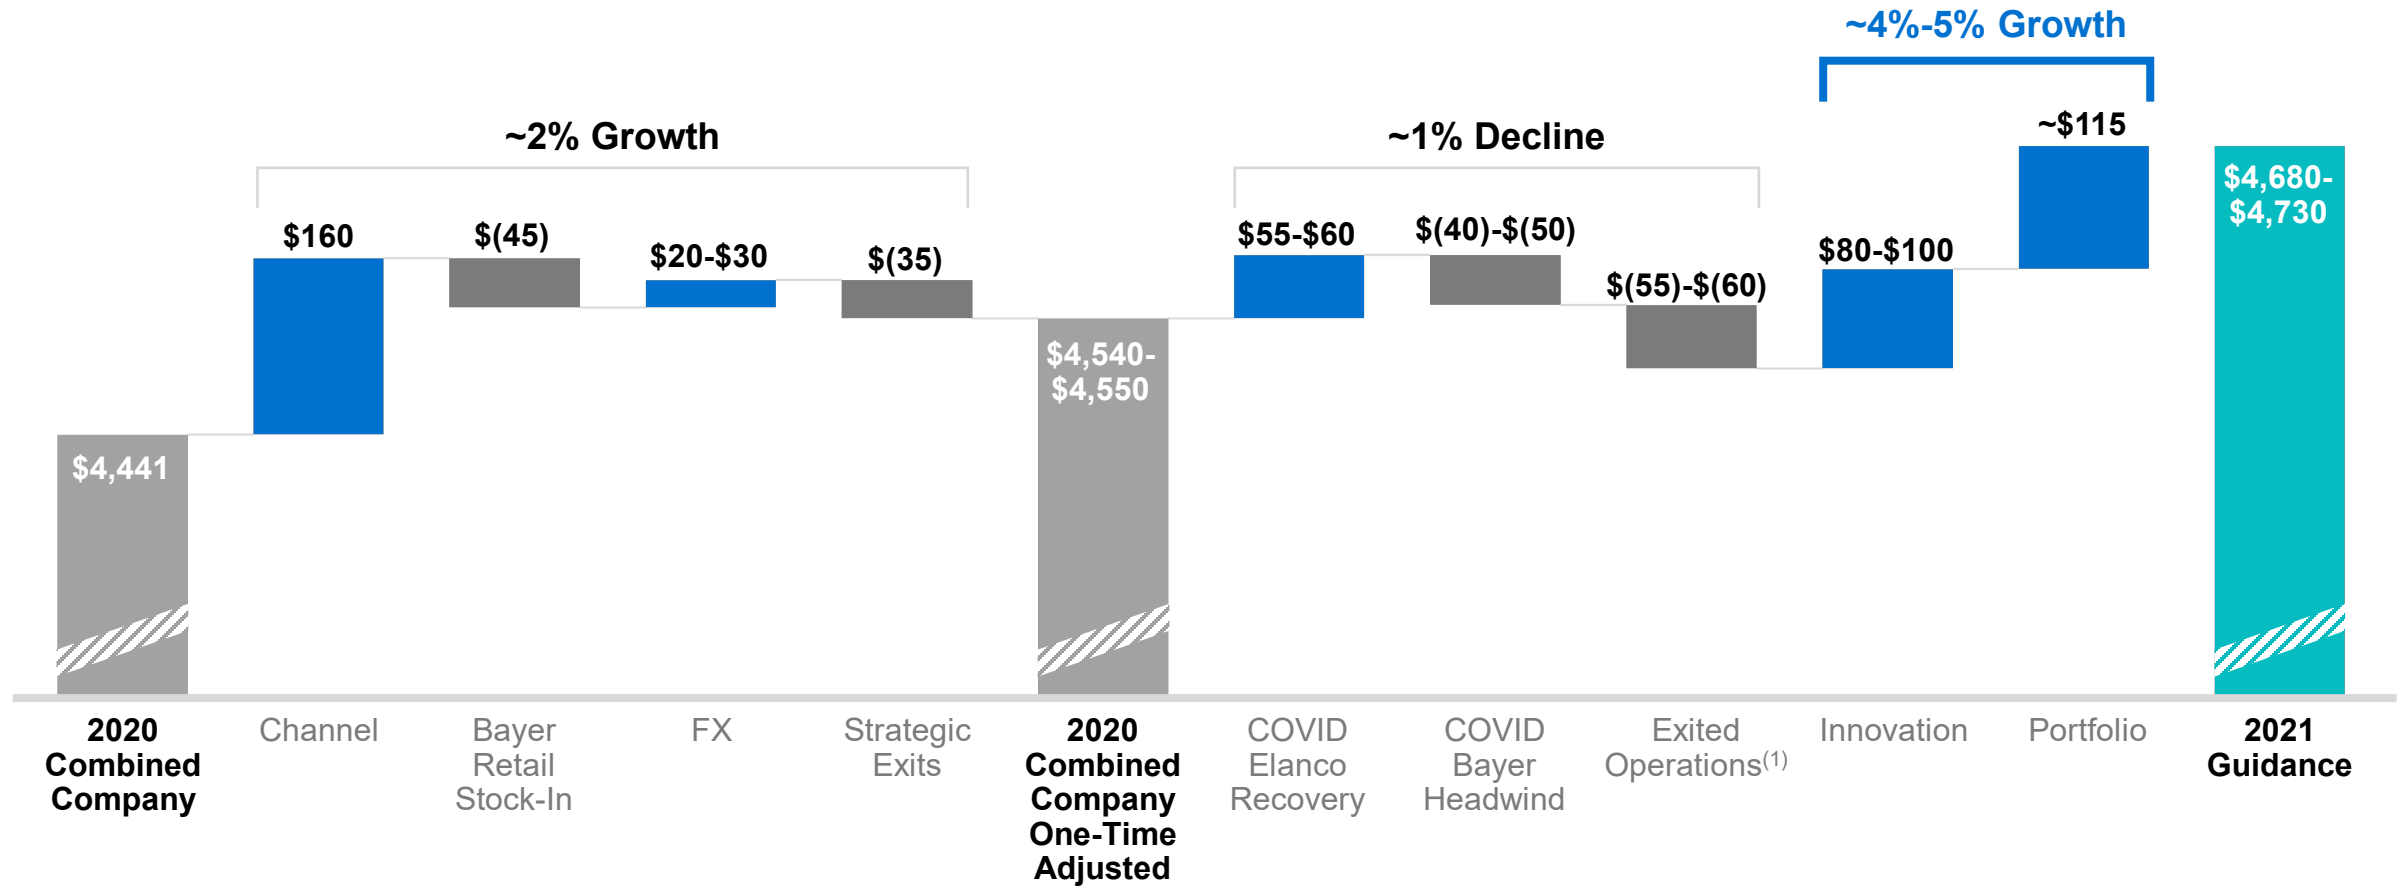 ~4%-5% Growth
~2% Growth
~1% Decline
~$115
$160
$(45)
$20-$30
$(35)
$55-$60
$(40)-$(50)
$(55)-$(60)
$80-$100
$4,680-
$4,730
$4,540-
$4,550
$4,441
2020
Combined
Company
Channel
Bayer
Retail
Stock-In
FX
Strategic
Exits
2020
Combined
Company
One-Time
Adjusted
COVID
Elanco
Recovery
COVID
Bayer
Headwind
Exited
Operations(1)
Innovation
Portfolio
2021
Guidance